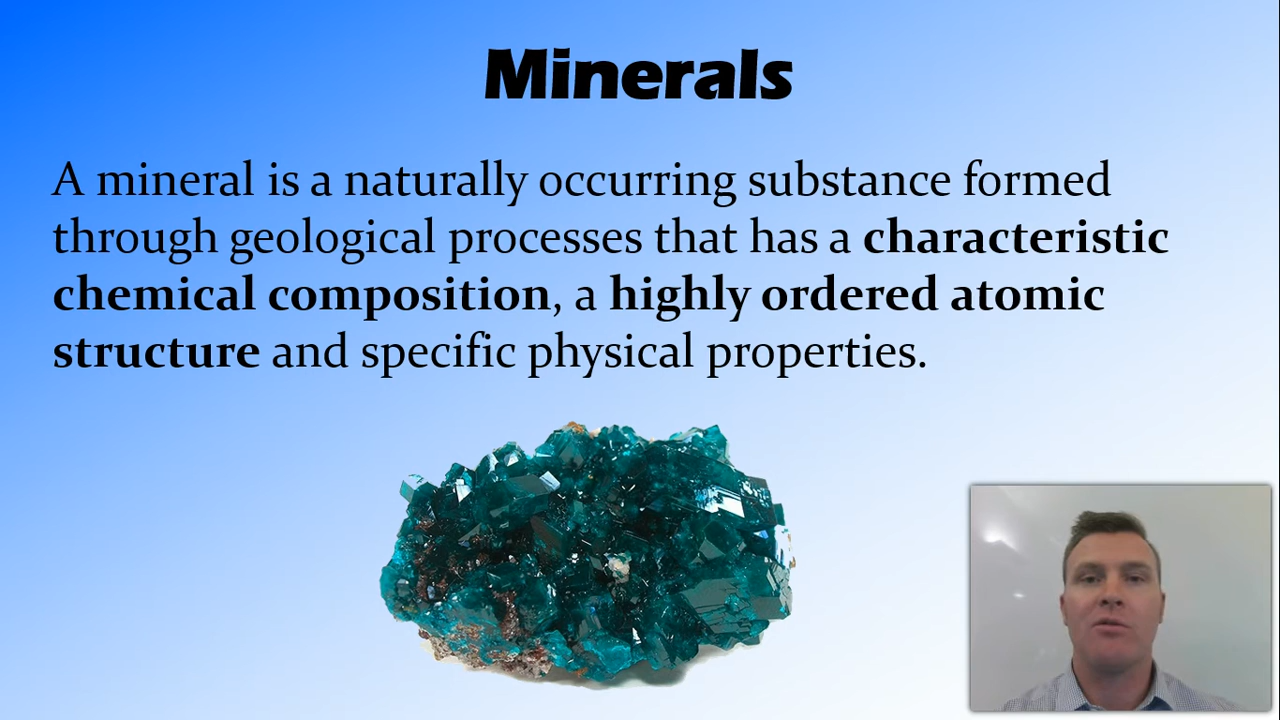 Minerals
A mineral is a naturally occurring substance formed
through geological processes that has a characteristic
chemical composition, a highly ordered atomic
structure and specific physical properties.